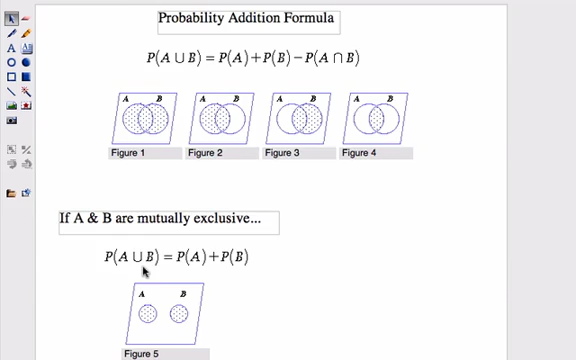 Probability Addition Formula
P(A ∪ B) = P(A) + P(B) − P(A ∩ B)
A B A B A B A B
Figure 1 Figure 2 Figure 3 Figure 4
If A & B are mutually exclusive...
P(A ∪ B) = P(A) + P(B)
A B
Figure 5